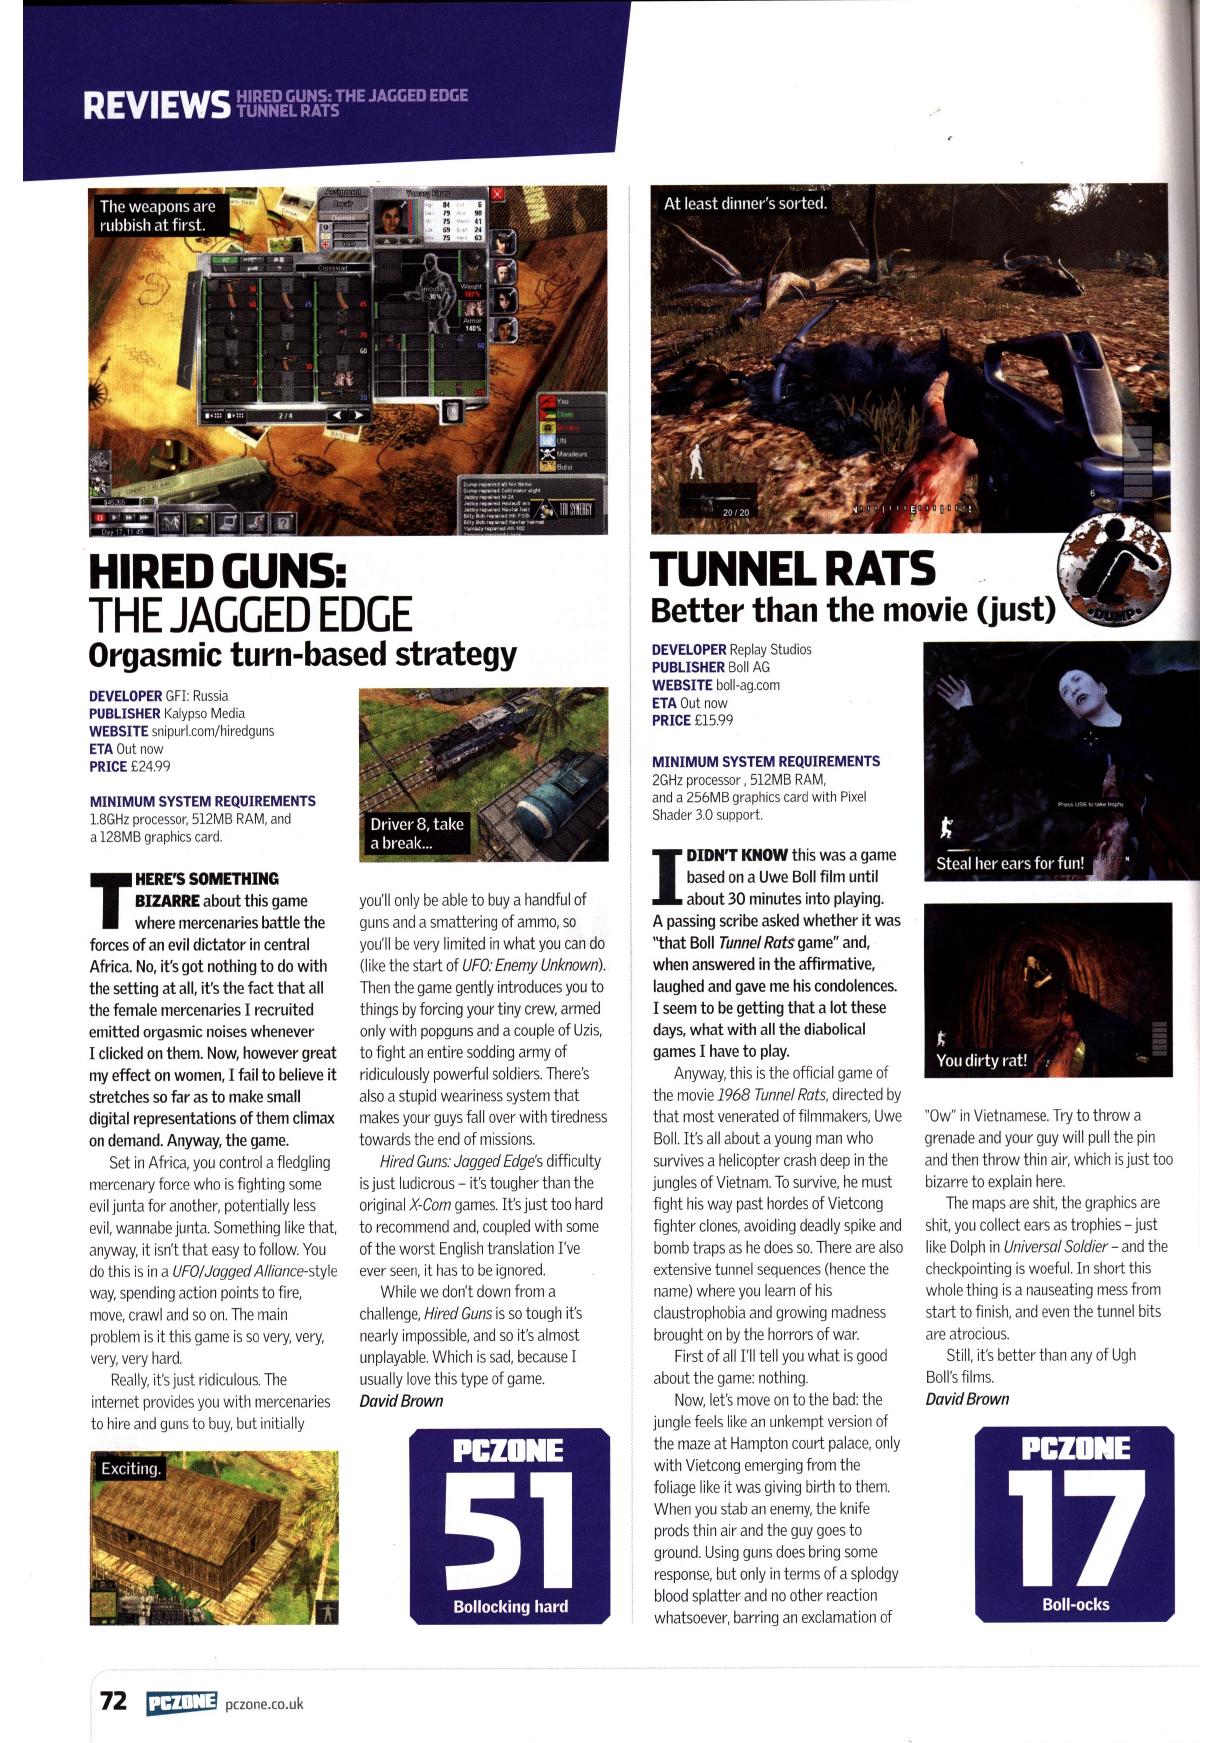 REVIEWS HIRED GUNS: THE JAGGED EDGE
TUNNEL RATS
The weapons are
rubbish at first.
Weight
Armor
140%
2/4
You
UN
Maradeurs
TRI SYNERGY
HIRED GUNS:
THE JAGGED EDGE
Orgasmic turn-based strategy
DEVELOPER GFI: Russia
PUBLISHER Kalypso Media
WEBSITE snipurl.com/hiredguns
ETA Out now
PRICE £24.99
MINIMUM SYSTEM REQUIREMENTS
1.8GHz processor, 512MB RAM, and
a 128MB graphics card.
THERE'S SOMETHING
BIZARRE about this game
where mercenaries battle the
forces of an evil dictator in central
Africa. No, it's got nothing to do with
the setting at all, it's the fact that all
the female mercenaries I recruited
emitted orgasmic noises whenever
I clicked on them. Now, however great
my effect on women, I fail to believe it
stretches so far as to make small
digital representations of them climax
on demand. Anyway, the game.
Set in Africa, you control a fledgling
mercenary force who is fighting some
evil junta for another, potentially less
evil, wannabe junta. Something like that,
anyway, it isn't that easy to follow. You
do this in a UFO/Jagged Alliance-style
way, spending action points to fire,
move, crawl and so on. The main
problem is it this game is so very, very,
very, very hard.
Really, it's just ridiculous. The
internet provides you with mercenaries
to hire and guns to buy, but initially
Exciting.
Driver 8, take
a break...
you'll only be able to buy a handful of
guns and a smattering of ammo, so
you'll be very limited in what you can do
(like the start of UFO: Enemy Unknown).
Then the game gently introduces you to
things by forcing your tiny crew, armed
only with popguns and a couple of Uzis,
to fight an entire sodding army of
ridiculously powerful soldiers. There's
also a stupid weariness system that
makes your guys fall over with tiredness
towards the end of missions.
Hired Guns: Jagged Edge's difficulty
is just ludicrous – it's tougher than the
original X-Com games. It's just too hard
to recommend and, coupled with some
of the worst English translation I've
ever seen, it has to be ignored.
While we don't down from a
challenge, Hired Guns is so tough it's
nearly impossible, and so it's almost
unplayable. Which is sad, because I
usually love this type of game.
David Brown
PCZONE
51
Bollocking hard
At least dinner's sorted.
20 / 20
6
TUNNEL RATS
Better than the movie (just)
•DUMP•
DEVELOPER Replay Studios
PUBLISHER Boll AG
WEBSITE boll-ag.com
ETA Out now
PRICE £15.99
MINIMUM SYSTEM REQUIREMENTS
2GHz processor , 512MB RAM,
and a 256MB graphics card with Pixel
Shader 3.0 support.
I DIDN'T KNOW this was a game
based on a Uwe Boll film until
about 30 minutes into playing.
A passing scribe asked whether it was
"that Boll Tunnel Rats game" and,
when answered in the affirmative,
laughed and gave me his condolences.
I seem to be getting that a lot these
days, what with all the diabolical
games I have to play.
Anyway, this is the official game of
the movie 1968 Tunnel Rats, directed by
that most venerated of filmmakers, Uwe
Boll. It's all about a young man who
survives a helicopter crash deep in the
jungles of Vietnam. To survive, he must
fight his way past hordes of Vietcong
fighter clones, avoiding deadly spike and
bomb traps as he does so. There are also
extensive tunnel sequences (hence the
name) where you learn of his
claustrophobia and growing madness
brought on by the horrors of war.
First of all I'll tell you what is good
about the game: nothing.
Now, let's move on to the bad: the
jungle feels like an unkempt version of
the maze at Hampton court palace, only
with Vietcong emerging from the
foliage like it was giving birth to them.
When you stab an enemy, the knife
prods thin air and the guy goes to
ground. Using guns does bring some
response, but only in terms of a splodgy
blood splatter and no other reaction
whatsoever, barring an exclamation of
Press USE to take trophy
Steal her ears for fun!
You dirty rat!
"Ow" in Vietnamese. Try to throw a
grenade and your guy will pull the pin
and then throw thin air, which is just too
bizarre to explain here.
The maps are shit, the graphics are
shit, you collect ears as trophies – just
like Dolph in Universal Soldier – and the
checkpointing is woeful. In short this
whole thing is a nauseating mess from
start to finish, and even the tunnel bits
are atrocious.
Still, it's better than any of Ugh
Boll's films.
David Brown
PCZONE
17
Boll-ocks
72 PCZONE pczone.co.uk